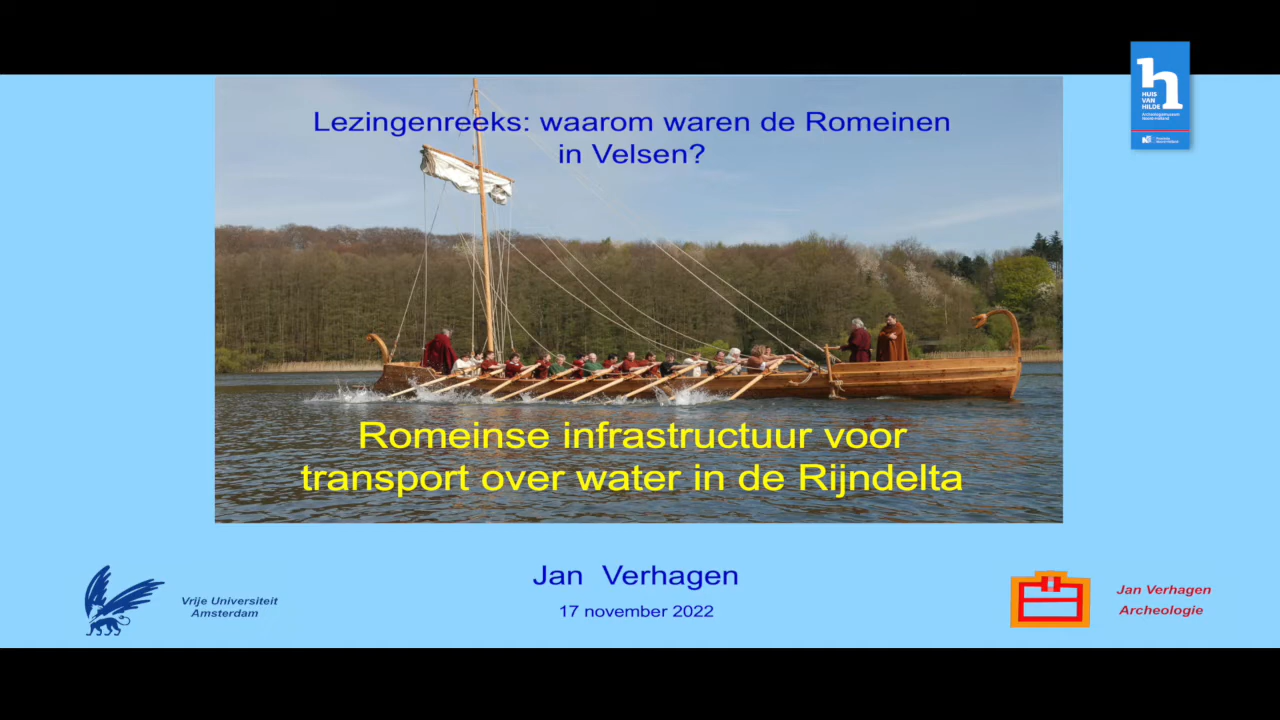 h
HUIS
VAN
HILDE
Lezingenreeks: waarom waren de Romeinen
in Velsen?
Romeinse infrastructuur voor
transport over water in de Rijndelta
Jan Verhagen
17 november 2022
Vrije Universiteit
Amsterdam
Jan Verhagen
Archeologie